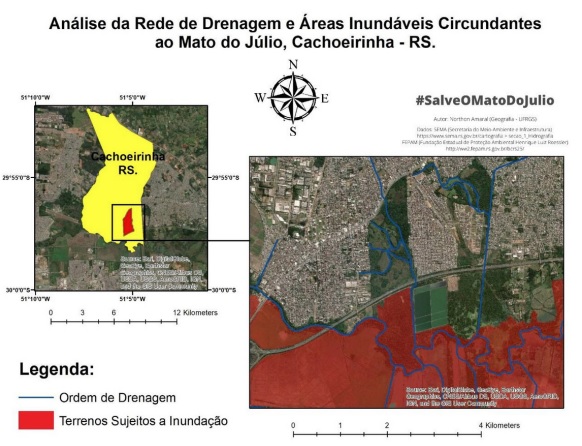 Análise da Rede de Drenagem e Áreas Inundáveis Circundantes
ao Mato do Júlio, Cachoeirinha - RS.
N
W
E
S
#SalveOMatoDoJulio
Autor: Northon Amaral (Geografia - UFRGS)
Dados: SEMA (Secretaria do Meio Ambiente e Infraestrutura)
FEPAM (Fundação Estadual de Proteção Ambiental Henrique Luiz Roessler)
51°10'0"W
51°5'0"W
Cachoeirinha
RS.
29°55'0"S
29°55'0"S
30°0'0"S
30°0'0"S
51°10'0"W
51°5'0"W
0 3 6 12 Kilometers
Source: Esri, DigitalGlobe,
GeoEye, Earthstar
Geographics, CNES/Airbus DS,
USDA, USGS, AeroGRID, IGN,
and the GIS User Community
Source: Esri, DigitalGlobe, GeoEye, Earthstar
Geographics, CNES/Airbus DS, USDA, USGS, AeroGRID,
IGN, and the GIS User Community
Legenda:
Ordem de Drenagem
Terrenos Sujeitos a Inundação
0 1 2 4 Kilometers